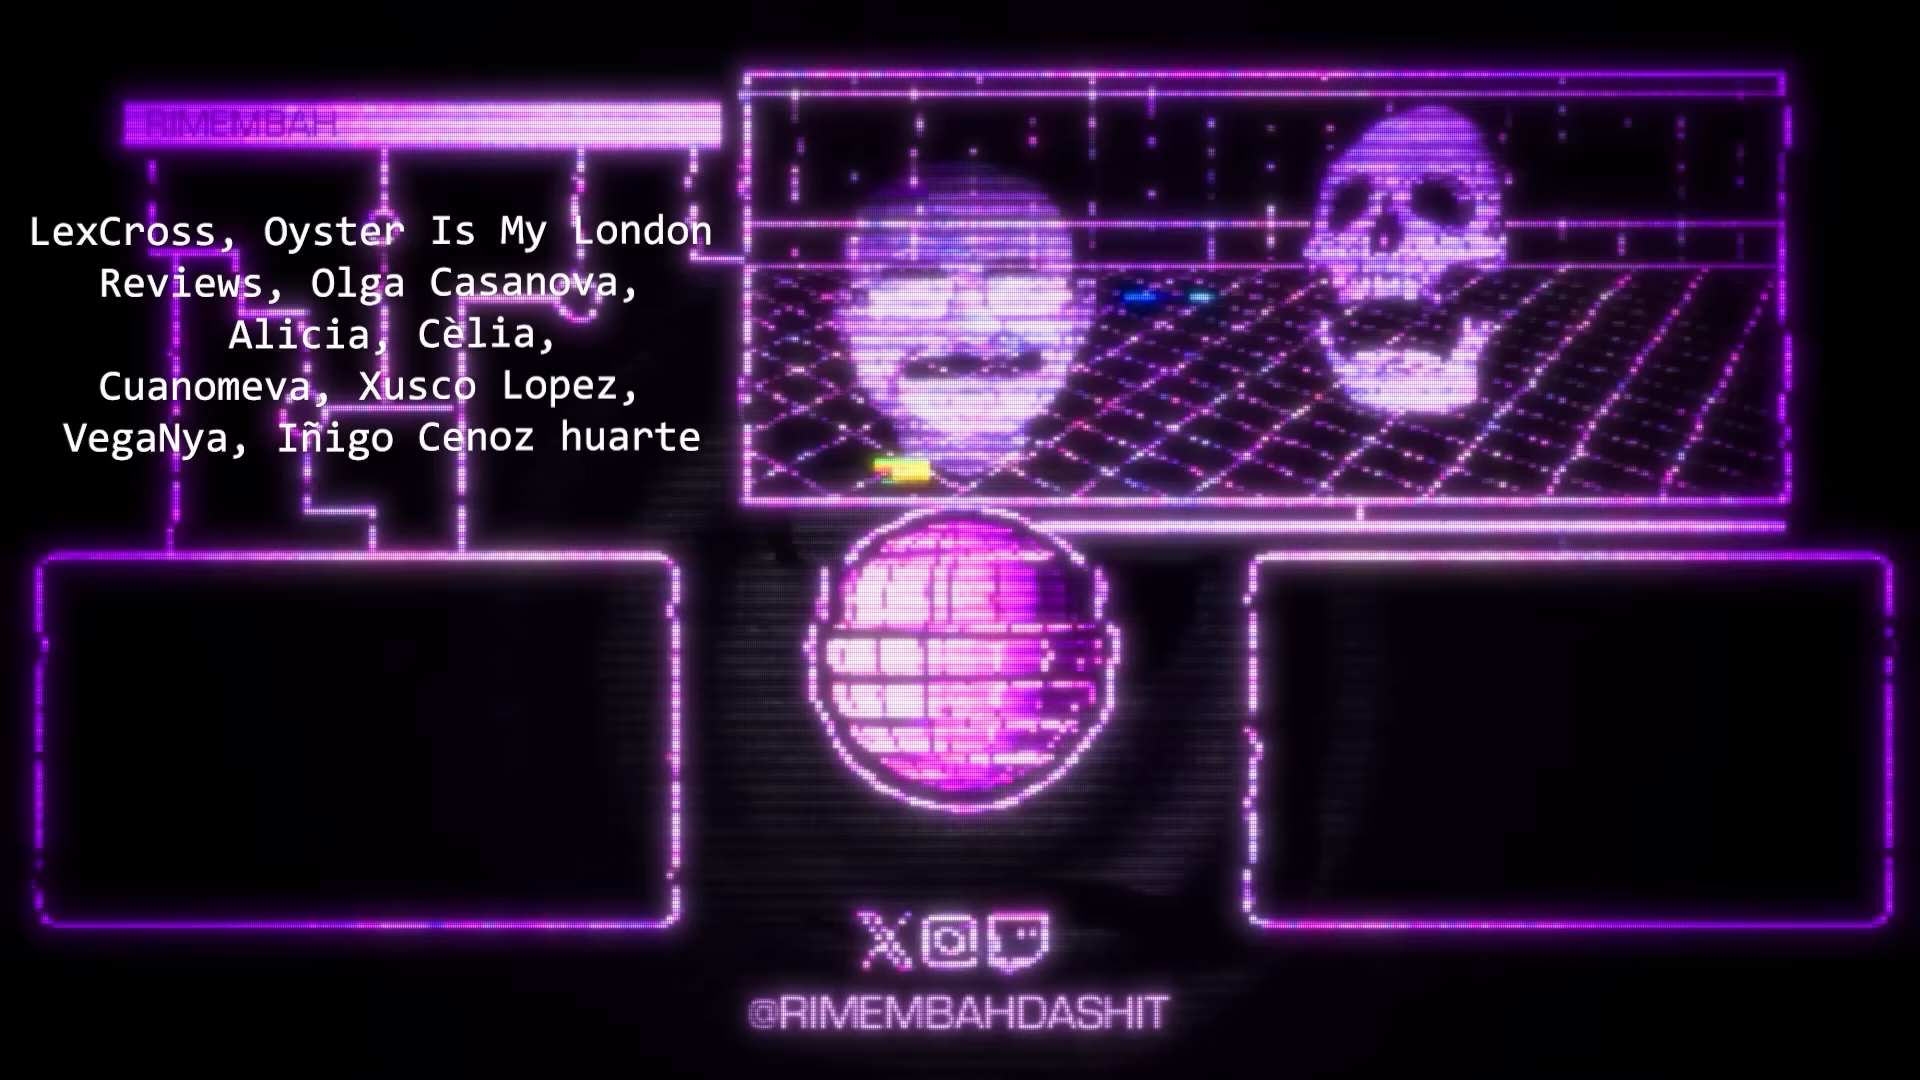 RIMEMBAH
LexCross, Oyster Is My London
Reviews, Olga Casanova,
Alicia, Cèlia,
Cuanomeva, Xusco Lopez,
VegaNya, Iñigo Cenoz huarte
@RIMEMBAHDASHIT